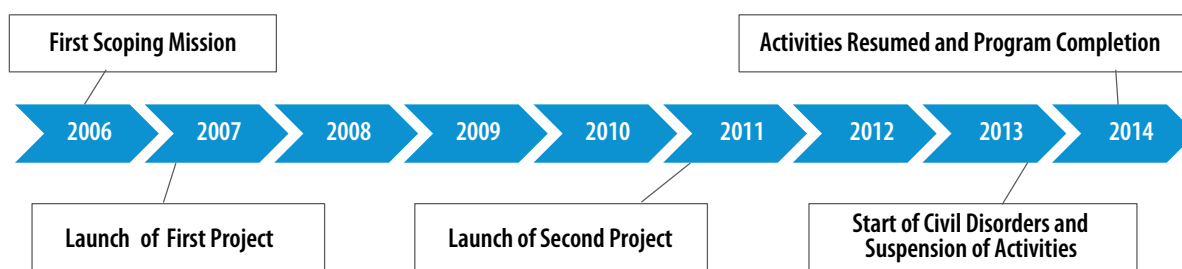 First Scoping Mission
Activities Resumed and Program Completion
2006 2007 2008 2009 2010 2011 2012 2013 2014
Launch of First Project
Launch of Second Project
Start of Civil Disorders and
Suspension of Activities